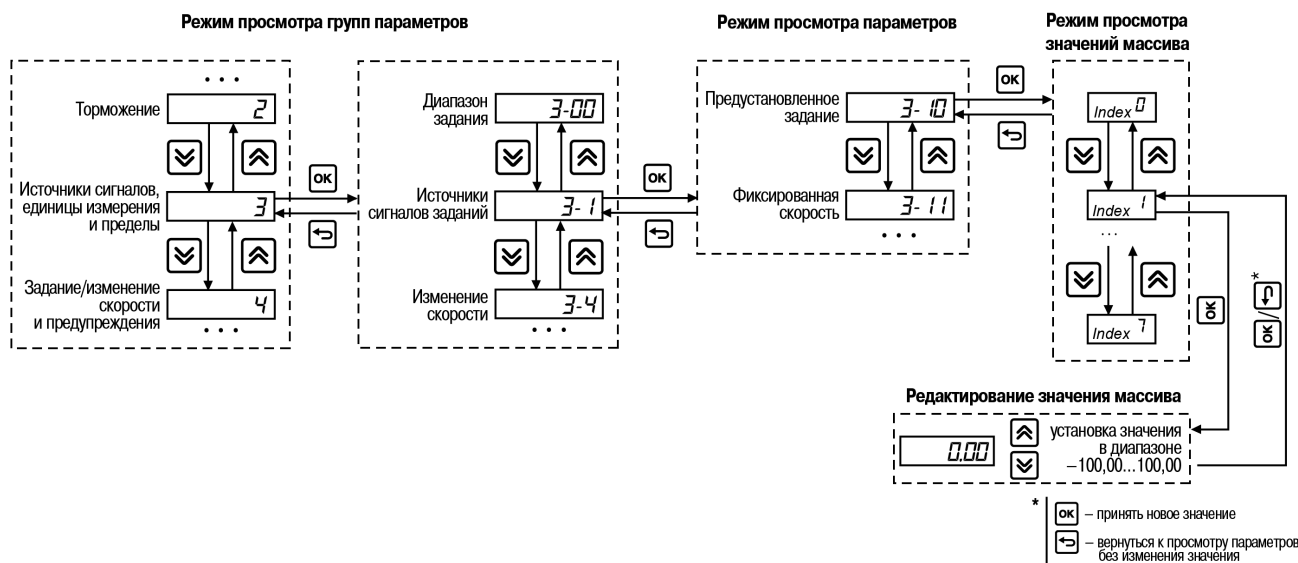 Режим просмотра групп параметров
Режим просмотра параметров
Режим просмотра
значений массива
• • •
Торможение
2
Источники сигналов,
единицы измерения
и пределы
3
Задание/изменение
скорости
и предупреждения
4
• • •
OK
Диапазон
задания
3-00
Источники
сигналов заданий
3-1
Изменение
скорости
3-4
• • •
OK
Предустановленное
задание
3-10
Фиксированная
скорость
3-11
• • •
OK
Index 0
Index 1
...
Index 7
OK
OK/ *
Редактирование значения массива
0.00
установка значения
в диапазоне
–100,00...100,00
*
OK – принять новое значение
– вернуться к просмотру параметров
без изменения значения